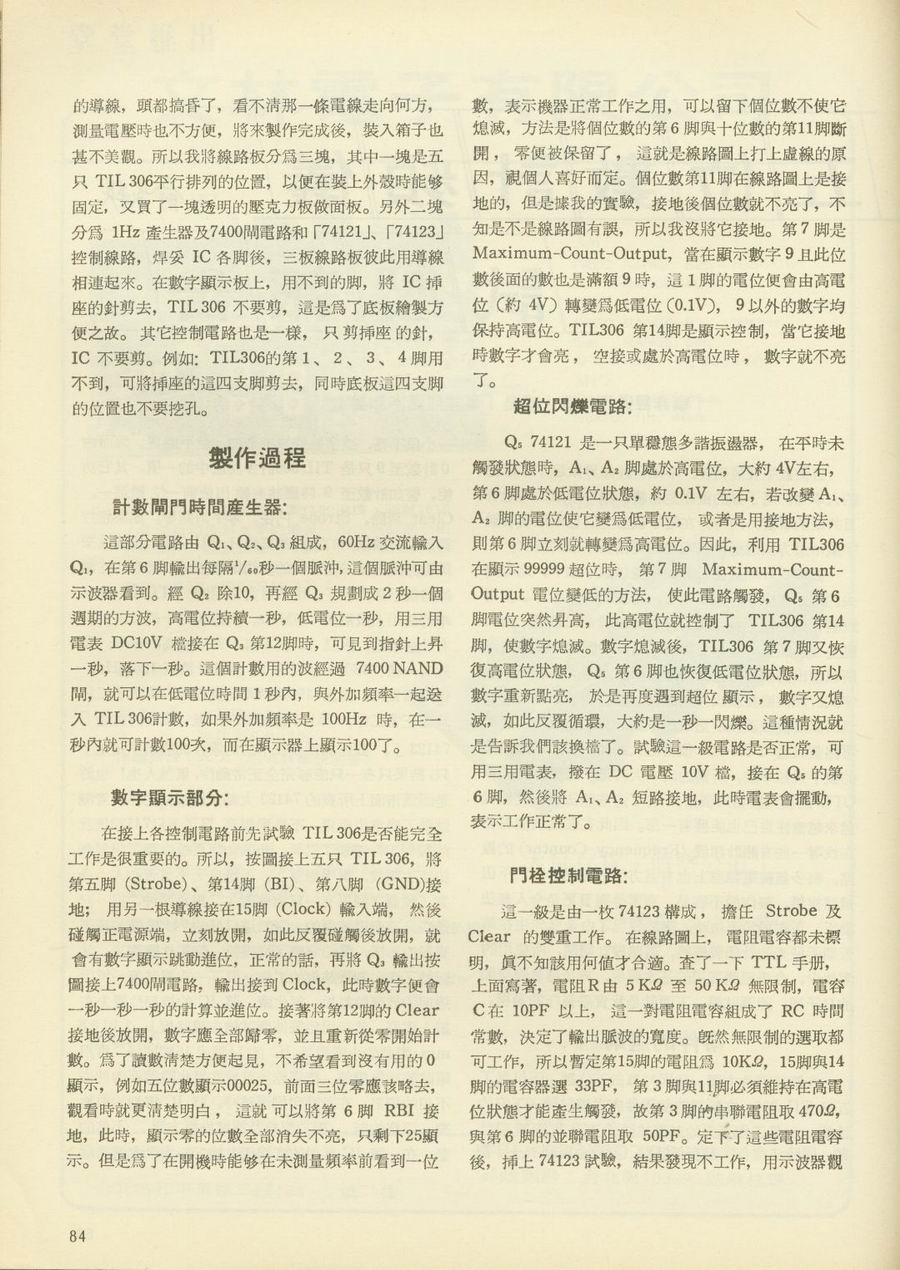 的導線，頭都搞昏了，看不淸那一條電線走向何方，
測量電壓時也不方便，將來製作完成後，裝入箱子也
甚不美觀。所以我將線路板分爲三塊，其中一塊是五
只 TIL 306平行排列的位置，以便在裝上外殼時能够
固定，又買了一塊透明的壓克力板做面板。另外二塊
分爲 1Hz 產生器及7400閘電路和「74121」、「74123」
控制線路，焊妥 IC 各脚後，三板線路板彼此用導線
相連起來。在數字顯示板上，用不到的脚，將 IC 揷
座的針剪去，TIL 306 不要剪，這是爲了底板繪製方
便之故。其它控制電路也是一樣，只剪揷座的針，
IC 不要剪。例如: TIL306的第 1 、 2 、 3 、 4 脚用
不到，可將揷座的這四支脚剪去，同時底板這四支脚
的位置也不要挖孔。
製作過程
計數閘門時間產生器:
這部分電路由 Q₁、Q₂、Q₃ 組成，60Hz 交流輸入
Q₁，在第 6 脚輸出每隔¹/₆₀秒一個脈冲，這個脈冲可由
示波器看到。經 Q₂ 除10，再經 Q₃ 規劃成 2 秒一個
週期的方波，高電位持續一秒，低電位一秒，用三用
電表 DC10V 檔接在 Q₃ 第12脚時，可見到指針上昇
一秒，落下一秒。這個計數用的波經過 7400 NAND
閘，就可以在低電位時間 1 秒內，與外加頻率一起送
入 TIL 306計數，如果外加頻率是 100Hz 時，在一
秒內就可計數100次，而在顯示器上顯示100了。
數字顯示部分:
在接上各控制電路前先試驗 TIL 306是否能完全
工作是很重要的。所以，按圖接上五只 TIL 306，將
第五脚 (Strobe)、第14脚 (BI)、第八脚 (GND)接
地; 用另一根導線接在15脚 (Clock) 輸入端，然後
碰觸正電源端，立刻放開，如此反覆碰觸後放開，就
會有數字顯示跳動進位，正常的話，再將 Q₃ 輸出按
圖接上7400閘電路，輸出接到 Clock，此時數字便會
一秒一秒一秒的計算並進位。接著將第12脚的 Clear
接地後放開，數字應全部歸零，並且重新從零開始計
數。爲了讀數淸楚方便起見，不希望看到沒有用的 0
顯示，例如五位數顯示00025，前面三位零應該略去，
觀看時就更淸楚明白，這就可以將第 6 脚 RBI 接
地，此時，顯示零的位數全部消失不亮，只剩下25顯
示。但是爲了在開機時能够在未測量頻率前看到一位
數，表示機器正常工作之用，可以留下個位數不使它
熄滅，方法是將個位數的第 6 脚與十位數的第11脚斷
開，零便被保留了，這就是線路圖上打上虛線的原
因，視個人喜好而定。個位數第11脚在線路圖上是接
地的，但是據我的實驗，接地後個位數就不亮了，不
知是不是線路圖有誤，所以我沒將它接地。第 7 脚是
Maximum-Count-Output，當在顯示數字 9 且此位
數後面的數也是滿額 9 時，這 1 脚的電位便會由高電
位（約 4V）轉變爲低電位 (0.1V)，9 以外的數字均
保持高電位。TIL306 第14脚是顯示控制，當它接地
時數字才會亮，空接或處於高電位時，數字就不亮
了。
超位閃爍電路:
Q₅ 74121 是一只單穩態多諧振盪器，在平時未
觸發狀態時，A₁、A₂ 脚處於高電位，大約 4V左右，
第 6 脚處於低電位狀態，約 0.1V 左右，若改變 A₁、
A₂ 脚的電位使它變爲低電位，或者是用接地方法，
則第 6 脚立刻就轉變爲高電位。因此，利用 TIL306
在顯示 99999 超位時，第 7 脚 Maximum-Count-
Output 電位變低的方法，使此電路觸發，Q₅ 第 6
脚電位突然昇高，此高電位就控制了 TIL306 第14
脚，使數字熄滅。數字熄滅後，TIL306 第 7 脚又恢
復高電位狀態，Q₅ 第 6 脚也恢復低電位狀態，所以
數字重新點亮，於是再度遇到超位顯示，數字又熄
滅，如此反覆循環，大約是一秒一閃爍。這種情況就
是告訴我們該換檔了。試驗這一級電路是否正常，可
用三用電表，撥在 DC 電壓 10V 檔，接在 Q₅ 的第
6 脚，然後將 A₁、A₂ 短路接地，此時電表會擺動，
表示工作正常了。
門栓控制電路:
這一級是由一枚 74123 構成，擔任 Strobe 及
Clear 的雙重工作。在線路圖上，電阻電容都未標
明，眞不知該用何値才合適。查了一下 TTL 手册，
上面寫著，電阻R 由 5 KΩ 至 50 KΩ 無限制，電容
C 在 10PF 以上，這一對電阻電容組成了 RC 時間
常數，決定了輸出脈波的寬度。旣然無限制的選取都
可工作，所以暫定第15脚的電阻爲 10KΩ，15脚與14
脚的電容器選 33PF，第 3 脚與11脚必須維持在高電
位狀態才能產生觸發，故第 3 脚的串聯電阻取 470Ω，
與第 6 脚的並聯電阻取 50PF。定下了這些電阻電容
後，揷上 74123 試驗，結果發現不工作，用示波器觀
84